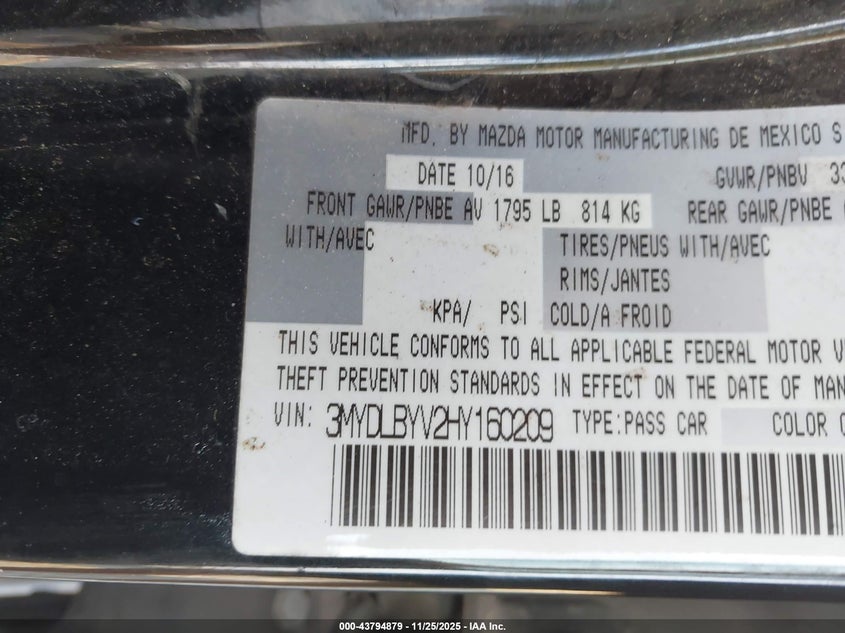 MFD. BY MAZDA MOTOR MANUFACTURING DE MEXICO S
DATE 10/16 GVWR/PNBV 33
FRONT GAWR/PNBE AV 1795 LB 814 KG REAR GAWR/PNBE
WITH/AVEC TIRES/PNEUS WITH/AVEC
RIMS/JANTES
KPA/ PSI COLD/A FROID
THIS VEHICLE CONFORMS TO ALL APPLICABLE FEDERAL MOTOR V
THEFT PREVENTION STANDARDS IN EFFECT ON THE DATE OF MAN
VIN: 3MYDLBYV2HY160209 TYPE:PASS CAR COLOR
000-43794879 - 11/25/2025 - IAA Inc.